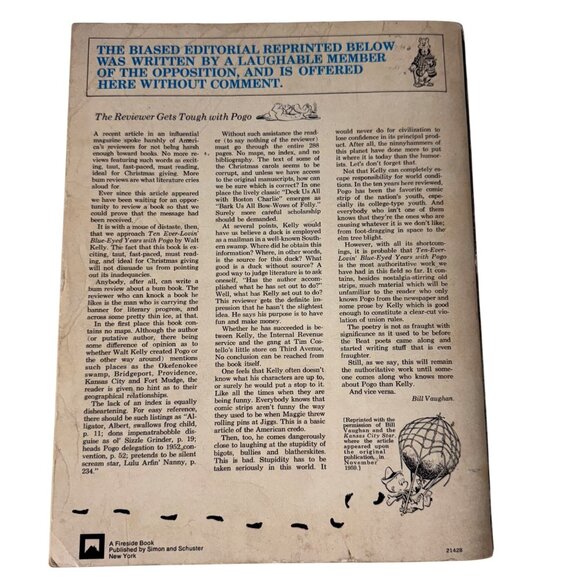 THE BIASED EDITORIAL REPRINTED BELOW
WAS WRITTEN BY A LAUGHABLE MEMBER
OF THE OPPOSITION, AND IS OFFERED
HERE WITHOUT COMMENT.
The Reviewer Gets Tough with Pogo
A recent article in an influential
magazine spoke harshly of Ameri-
ca's reviewers for not being harsh
enough toward books. No more re-
views featuring such words as excit-
ing, taut, fast-paced, must reading,
ideal for Christmas giving. More
bum reviews are what literature cries
aloud for.
Ever since this article appeared
we have been waiting for an oppor-
tunity to review a book so that we
could prove that the message had
been received.
It is with a moue of distaste, then,
that we approach Ten Ever-Lovin'
Blue-Eyed Years with Pogo by Walt
Kelly. The fact that this book is ex-
citing, taut, fast-paced, must read-
ing, and ideal for Christmas giving
will not dissuade us from pointing
out its inadequacies.
Anybody, after all, can write a
bum review about a bum book. The
reviewer who can knock a book he
likes is the man who is carrying the
banner for literary progress, and
across some pretty thin ice, at that.
In the first place this book con-
tains no maps. Although the author
(or putative author, there being
some difference of opinion as to
whether Walt Kelly created Pogo or
the other way around) mentions
such places as the Okefenokee
swamp, Bridgeport, Providence,
Kansas City and Fort Mudge, the
reader is given no hint as to their
geographical relationships.
The lack of an index is equally
disheartening. For easy reference,
there should be such listings as "Al-
ligator, Albert, swallows frog child,
p. 11; dons impenetrable dis-
guise as ol' Sizzle Grinder, p. 19;
heads Pogo delegation to 1952 con-
vention, p. 52; pretends to be silent
scream star, Lulu Arfin' Nanny, p.
234."
Without such assistance the read-
er (to say nothing of the reviewer)
must go through the entire 288
pages. No map, no index, and no
bibliography. The text of some of
the Christmas carols seems to be
corrupt, and unless we have access
to the original manuscripts, how can
we be sure which is correct? In one
place the lively classic "Deck Us All
with Boston Charlie" emerges as
"Bark Us All Bow-Wows of Folly."
Surely more careful scholarship
should be demanded.
At several points, Kelly would
have us believe a duck is employed
as a mailman in a well-known South-
ern swamp. Where did he obtain this
information? Where, in other words,
is the source for this duck? What
good is a duck without source? A
good way to judge literature is to ask
oneself, "Has the author accom-
plished what he has set out to do?"
Well, what has Kelly set out to do?
This reviewer gets the definite im-
pression that he hasn't the slightest
idea. He says his purpose is to have
fun and make money.
Whether he has succeeded is be-
tween Kelly, the Internal Revenue
service and the gang at Tim Cos-
tello's little store on Third Avenue.
No conclusion can be reached from
the book itself.
One feels that Kelly often doesn't
know what his characters are up to,
or surely he would put a stop to it.
Like all the times when they are
being funny. Everybody knows that
comic strips aren't funny the way
they used to be when Maggie threw
rolling pins at Jiggs. This is a basic
article of the American credo.
Then, too, he comes dangerously
close to laughing at the stupidity of
bigots, bullies and blatherskites.
This is bad. Stupidity has to be
taken seriously in this world. It
would never do for civilization to
lose confidence in its principal prod-
uct. After all, the ninnyhammers of
this planet have done more to put
it where it is today than the humor-
ists. Let's don't forget that.
Not that Kelly can completely es-
cape responsibility for world condi-
tions. In the ten years here reviewed,
Pogo has been the favorite comic
strip of the nation's youth, especi-
ally its college-type youth. And
everybody who isn't one of them
knows that they're the ones who are
causing whatever it is we don't like;
from foot-dragging in space to the
elm tree blight.
However, with all its shortcom-
ings, it is probable that Ten-Ever-
Lovin' Blue-Eyed Years with Pogo
is the most authoritative work we
have had in this field so far. It con-
tains, besides nostalgia-stirring old
strips, much material which will be
unfamiliar to the reader who only
knows Pogo from the newspaper and
some prose by Kelly which is good
enough to constitute a clear-cut vio-
lation of union rules.
The poetry is not as fraught with
significance as it used to be before
the Beat poets came along and
started writing stuff that is even
fraughter.
Still, as we say, this will remain
the authoritative work until some-
one comes along who knows more
about Pogo than Kelly.
And vice versa.
Bill Vaughan.
[Reprinted with the
permission of Bill
Vaughan and the
Kansas City Star,
where the article
appeared upon
the original
publication, in
November
1959.]
A Fireside Book
Published by Simon and Schuster
New York
21428